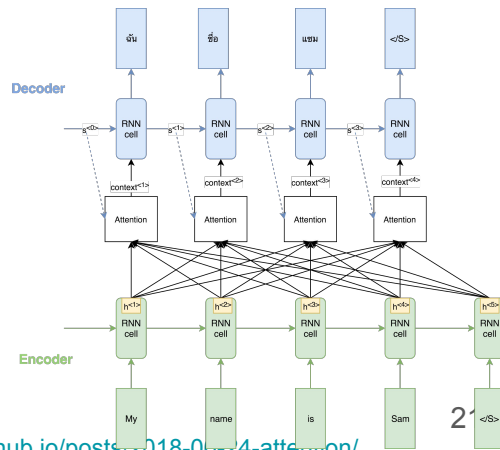 ฉัน ชื่อ แซม </S>
Decoder
RNN cell RNN cell RNN cell RNN cell
s<0> s<1> s<2> s<3>
context<1> context<2> context<3> context<4>
Attention Attention Attention Attention
h<1> h<2> h<3> h<4> h<5>
RNN cell RNN cell RNN cell RNN cell RNN cell
Encoder
My name is Sam </S>